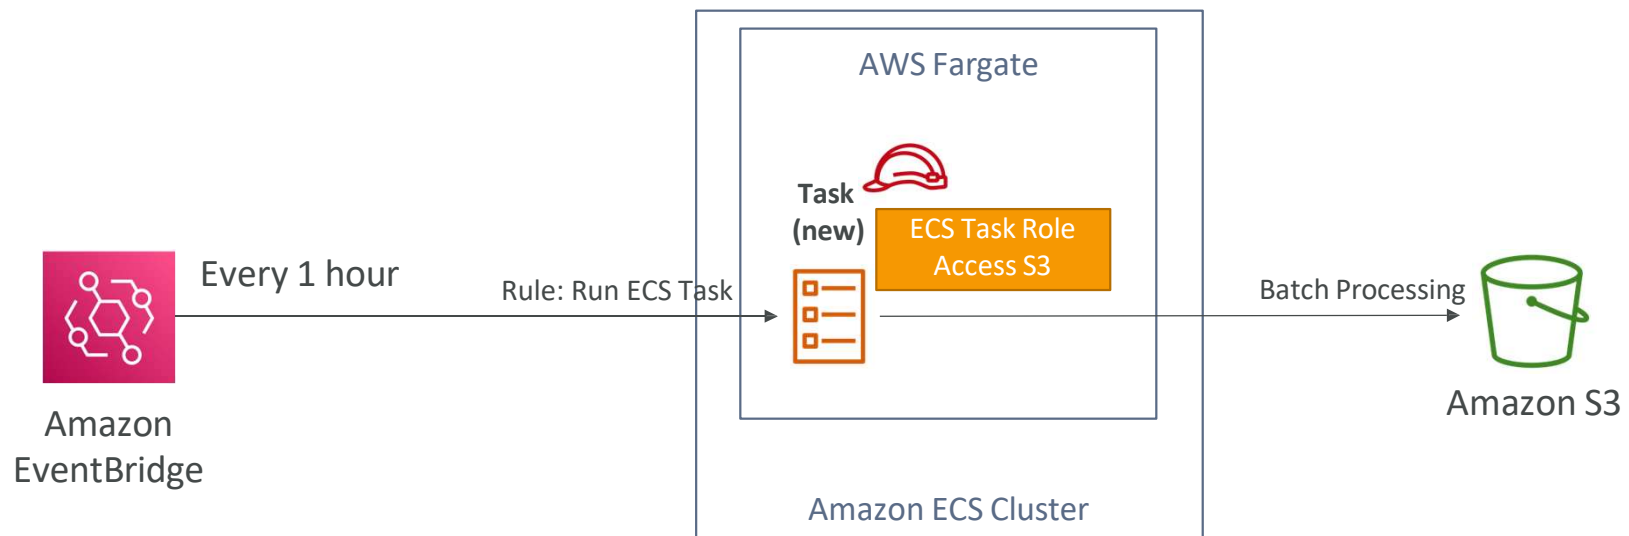 AWS Fargate
Task
(new)
ECS Task Role
Access S3
Every 1 hour
Rule: Run ECS Task
Batch Processing
Amazon
EventBridge
Amazon S3
Amazon ECS Cluster